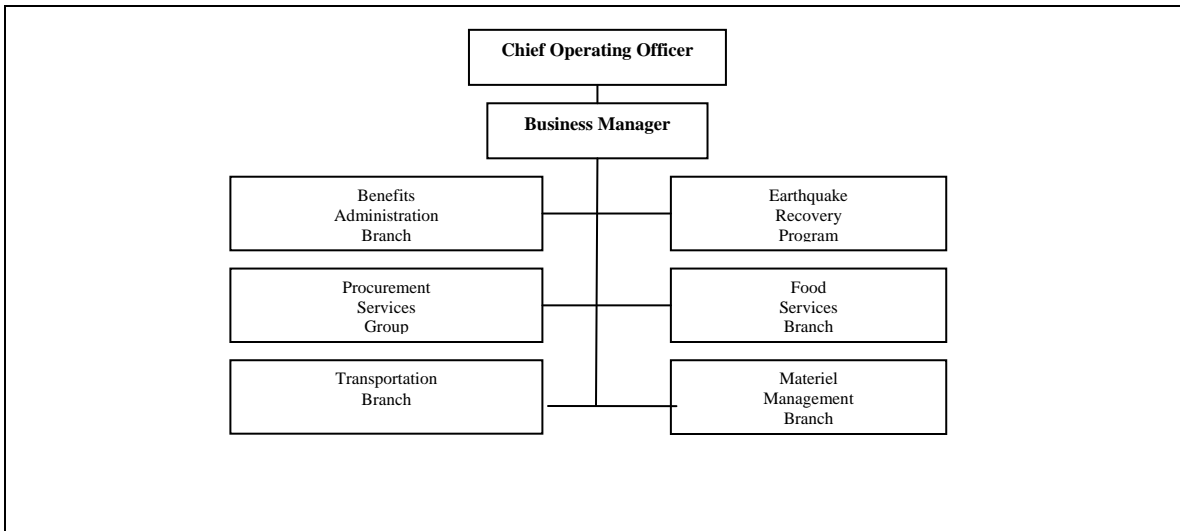 Chief Operating Officer
Business Manager
Benefits
Administration
Branch
Earthquake
Recovery
Program
Procurement
Services
Group
Food
Services
Branch
Transportation
Branch
Materiel
Management
Branch